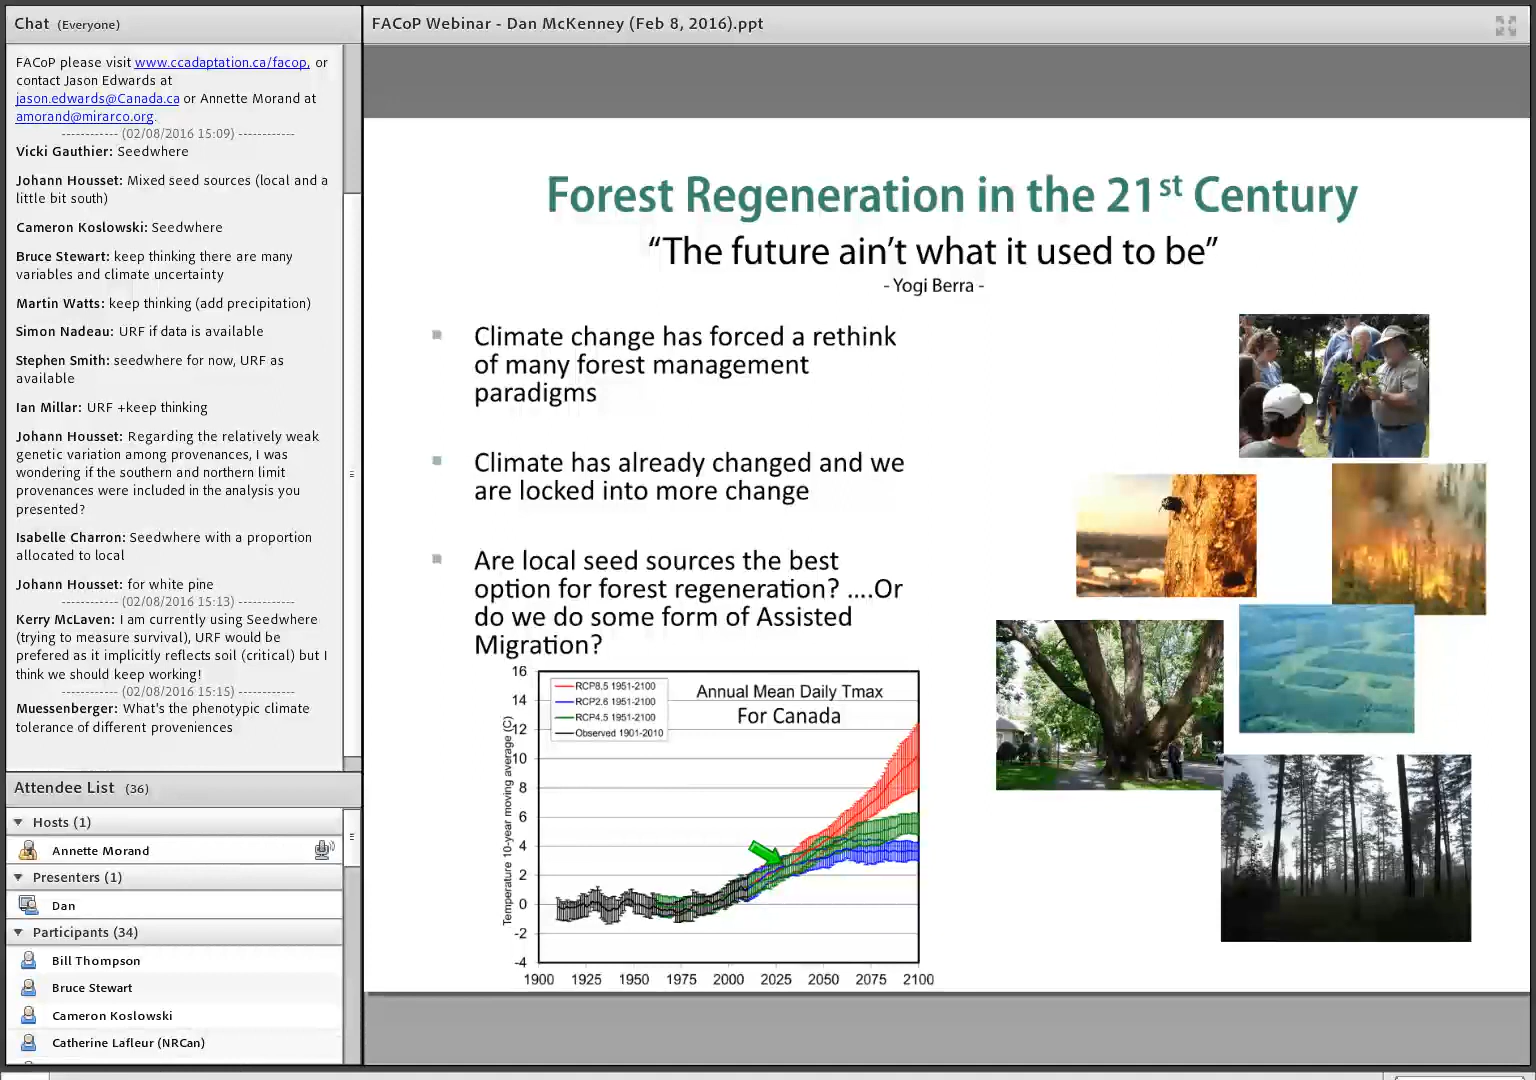 Chat (Everyone)
FACoP please visit www.ccadaptation.ca/facop, or
contact Jason Edwards at
jason.edwards@Canada.ca or Annette Morand at
amorand@mirarco.org.
------------ (02/08/2016 15:09) ------------
Vicki Gauthier: Seedwhere
Johann Housset: Mixed seed sources (local and a
little bit south)
Cameron Koslowski: Seedwhere
Bruce Stewart: keep thinking there are many
variables and climate uncertainty
Martin Watts: keep thinking (add precipitation)
Simon Nadeau: URF if data is available
Stephen Smith: seedwhere for now, URF as
available
Ian Millar: URF +keep thinking
Johann Housset: Regarding the relatively weak
genetic variation among provenances, I was
wondering if the southern and northern limit
provenances were included in the analysis you
presented?
Isabelle Charron: Seedwhere with a proportion
allocated to local
Johann Housset: for white pine
------------ (02/08/2016 15:13) ------------
Kerry McLaven: I am currently using Seedwhere
(trying to measure survival), URF would be
prefered as it implicitly reflects soil (critical) but I
think we should keep working!
------------ (02/08/2016 15:15) ------------
Muessenberger: What's the phenotypic climate
tolerance of different proveniences
Attendee List (36)
Hosts (1)
Annette Morand
Presenters (1)
Dan
Participants (34)
Bill Thompson
Bruce Stewart
Cameron Koslowski
Catherine Lafleur (NRCan)
FACoP Webinar - Dan McKenney (Feb 8, 2016).ppt
Forest Regeneration in the 21st Century
“The future ain’t what it used to be”
- Yogi Berra -
Climate change has forced a rethink
of many forest management
paradigms
Climate has already changed and we
are locked into more change
Are local seed sources the best
option for forest regeneration? ....Or
do we do some form of Assisted
Migration?
Annual Mean Daily Tmax
For Canada
RCP8.5 1951-2100
RCP2.6 1951-2100
RCP4.5 1951-2100
Observed 1901-2010
Temperature 10-year moving average (C)
16
14
12
10
8
6
4
2
0
-2
-4
1900 1925 1950 1975 2000 2025 2050 2075 2100